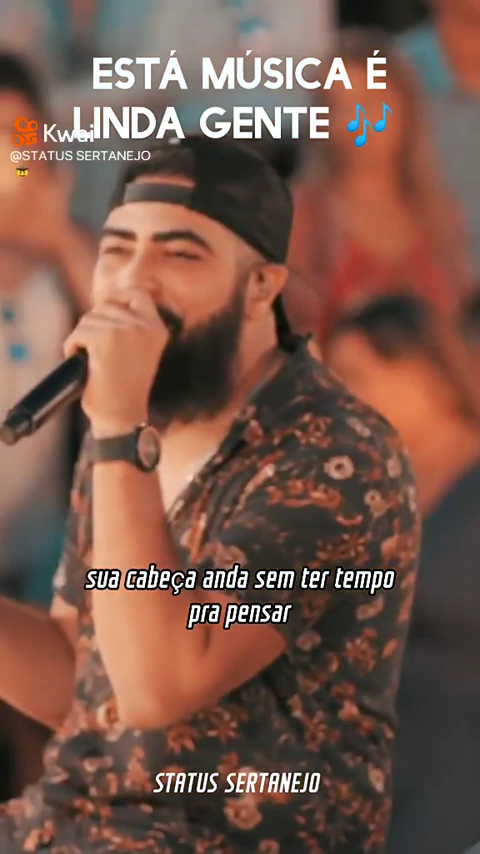 ESTÁ MÚSICA É
LINDA GENTE 🎶
Kwai
@STATUS SERTANEJO
🤠
sua cabeça anda sem ter tempo
pra pensar
STATUS SERTANEJO